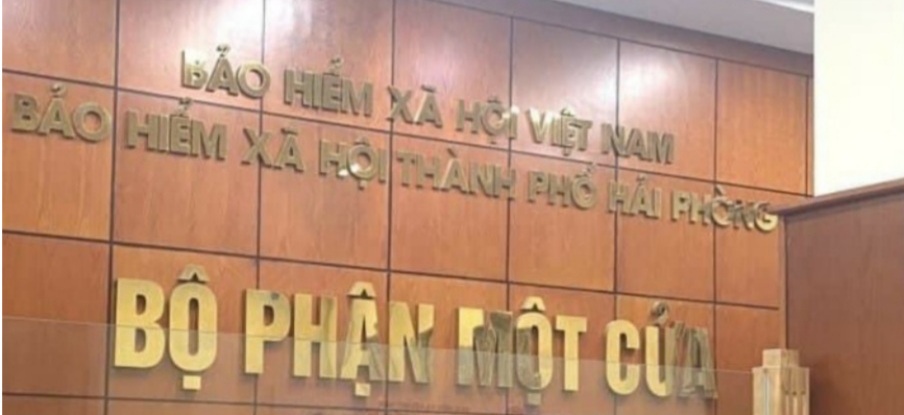 BẢO HIỂM XÃ HỘI VIỆT NAM
BẢO HIỂM XÃ HỘI THÀNH PHỐ HẢI PHÒNG
BỘ PHẬN MỘT CỬA